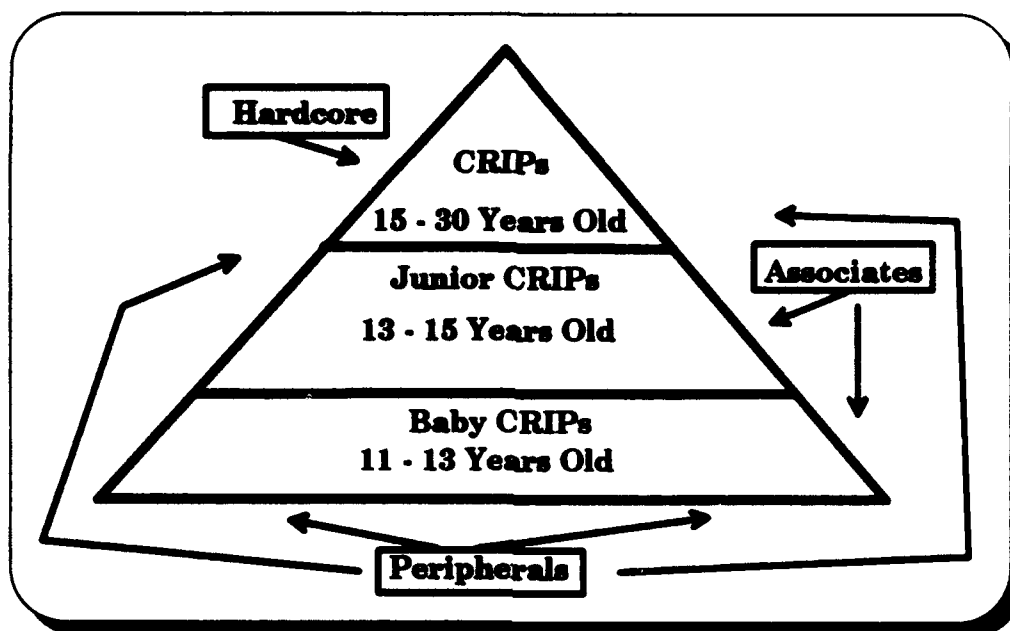 Hardcore
CRIPs
15 - 30 Years Old
Junior CRIPs
Associates
13 - 15 Years Old
Baby CRIPs
11 - 13 Years Old
Peripherals